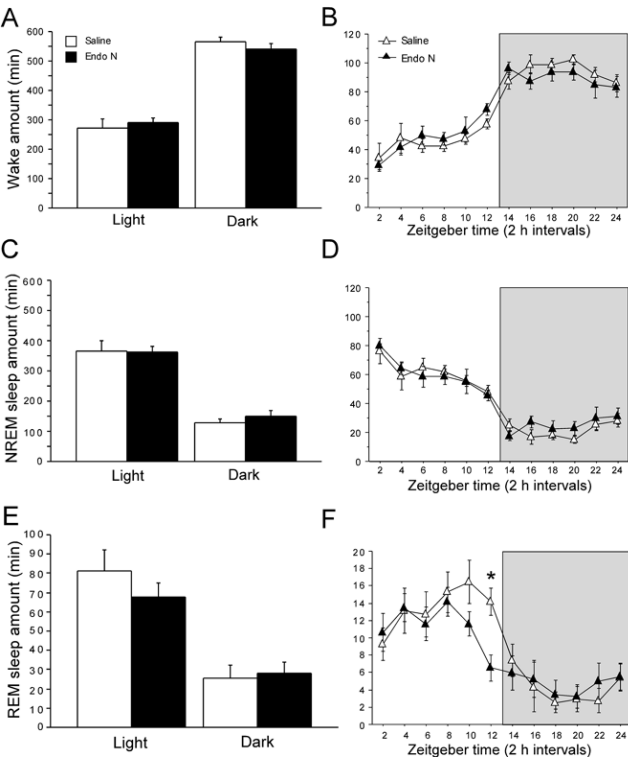 A
Wake amount (min)
600
500
400
300
200
100
0
Saline
Endo N
Light
Dark
B
120
100
80
60
40
20
0
Saline
Endo N
2 4 6 8 10 12 14 16 18 20 22 24
Zeitgeber time (2 h intervals)
C
NREM sleep amount (min)
600
500
400
300
200
100
0
Light
Dark
D
120
100
80
60
40
20
0
2 4 6 8 10 12 14 16 18 20 22 24
Zeitgeber time (2 h intervals)
E
REM sleep amount (min)
100
90
80
70
60
50
40
30
20
10
0
Light
Dark
F
20
18
16
14
12
10
8
6
4
2
0
*
2 4 6 8 10 12 14 16 18 20 22 24
Zeitgeber time (2 h intervals)